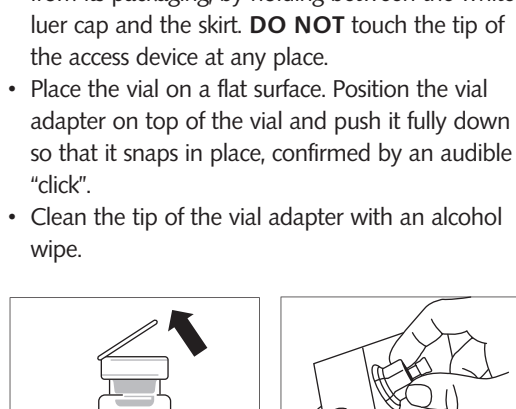 from its packaging, by holding between the white
luer cap and the skirt. DO NOT touch the tip of
the access device at any place.
• Place the vial on a flat surface. Position the vial
adapter on top of the vial and push it fully down
so that it snaps in place, confirmed by an audible
“click”.
• Clean the tip of the vial adapter with an alcohol
wipe.